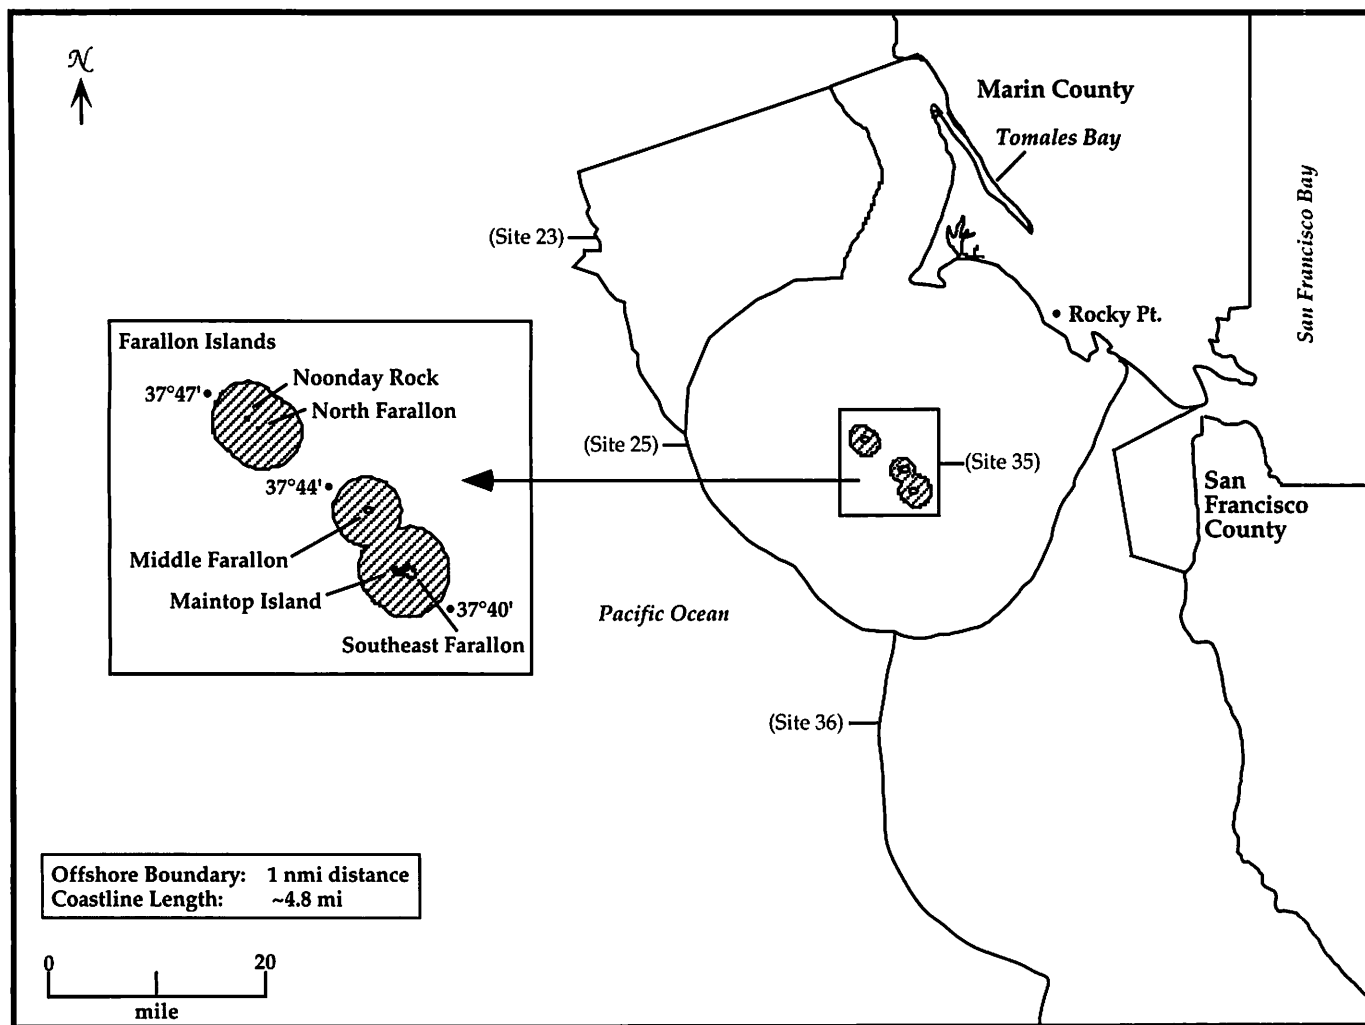 N
Marin County
Tomales Bay
San Francisco Bay
(Site 23)
Rocky Pt.
Farallon Islands
Noonday Rock
37°47'
North Farallon
(Site 25)
(Site 35)
37°44'
San
Francisco
County
Middle Farallon
Maintop Island
37°40'
Southeast Farallon
Pacific Ocean
(Site 36)
Offshore Boundary: 1 nmi distance
Coastline Length: ~4.8 mi
0 20
mile